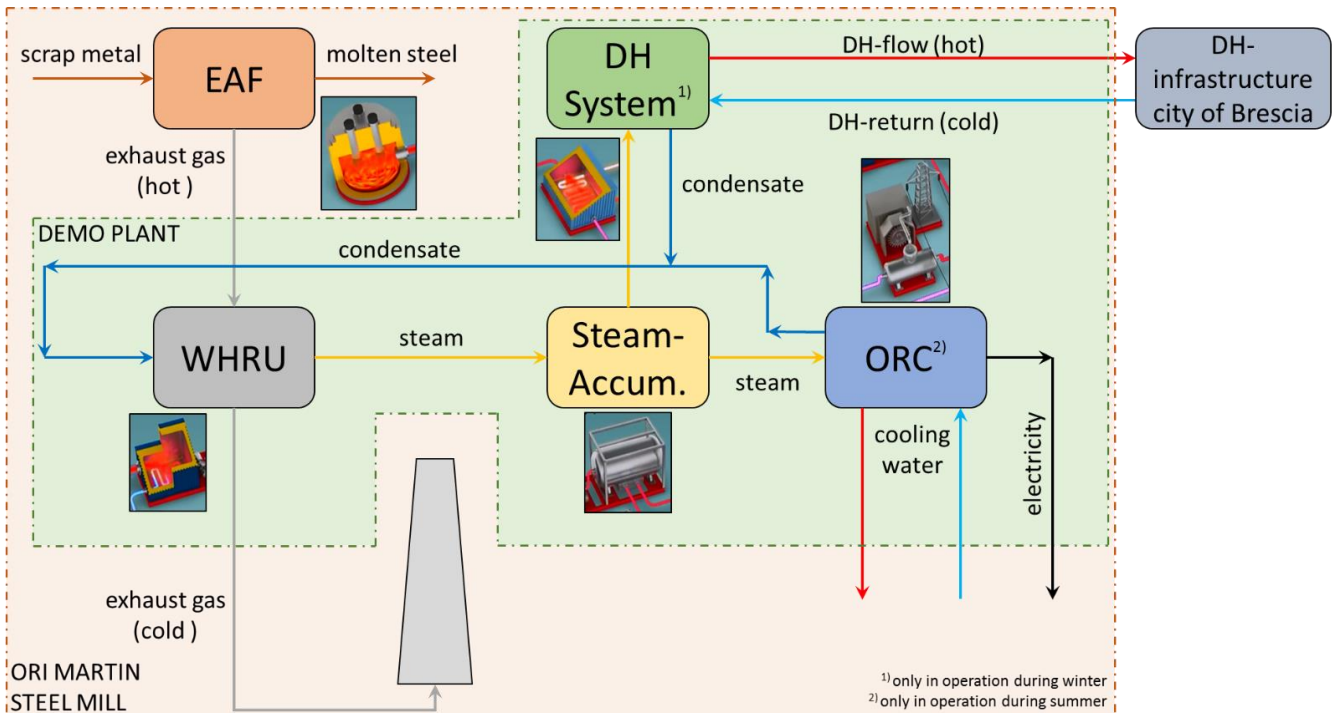 scrap metal
EAF
molten steel
exhaust gas
(hot )
DH
System1)
DH-flow (hot)
DH-return (cold)
DH-
infrastructure
city of Brescia
condensate
DEMO PLANT
condensate
WHRU
steam
Steam-
Accum.
steam
ORC2)
cooling
water
electricity
exhaust gas
(cold )
ORI MARTIN
STEEL MILL
1) only in operation during winter
2) only in operation during summer